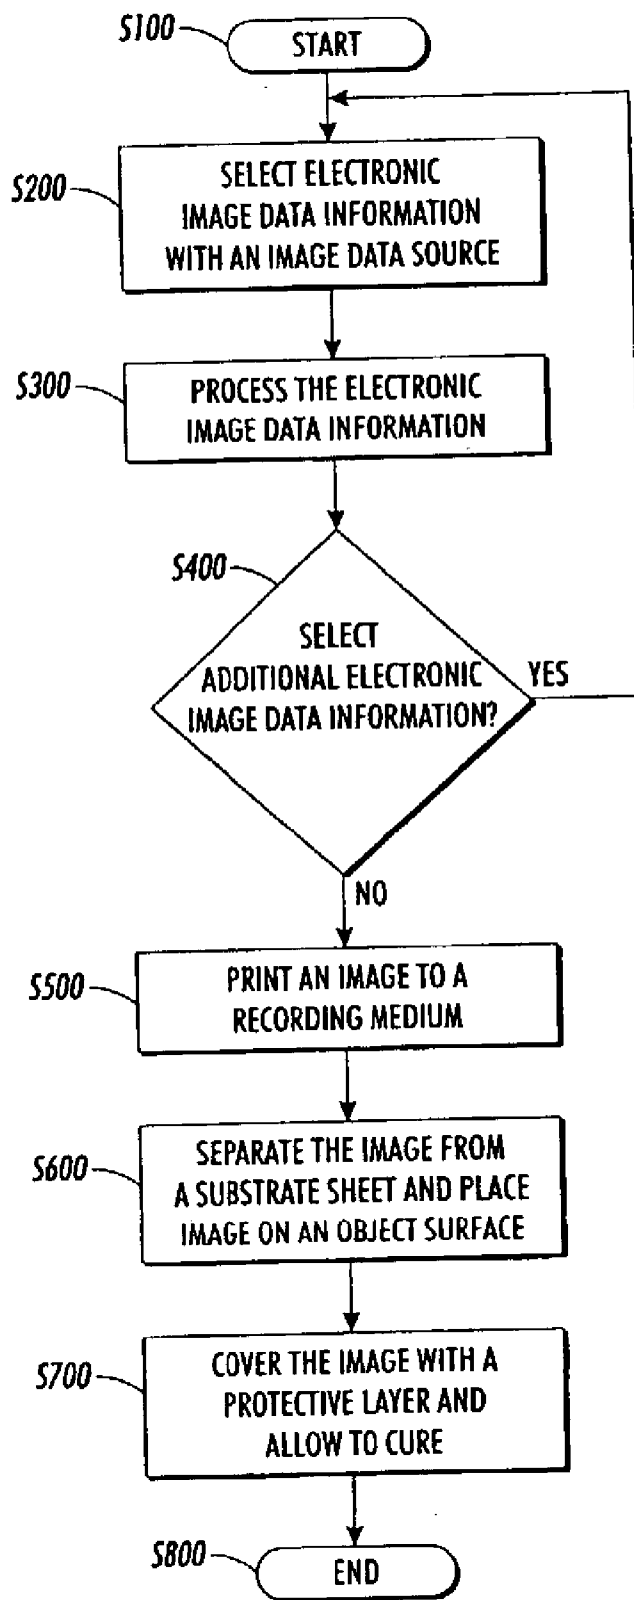 S100
START
S200
SELECT ELECTRONIC
IMAGE DATA INFORMATION
WITH AN IMAGE DATA SOURCE
S300
PROCESS THE ELECTRONIC
IMAGE DATA INFORMATION
S400
SELECT
ADDITIONAL ELECTRONIC
IMAGE DATA INFORMATION?
YES
NO
S500
PRINT AN IMAGE TO A
RECORDING MEDIUM
S600
SEPARATE THE IMAGE FROM
A SUBSTRATE SHEET AND PLACE
IMAGE ON AN OBJECT SURFACE
S700
COVER THE IMAGE WITH A
PROTECTIVE LAYER AND
ALLOW TO CURE
S800
END